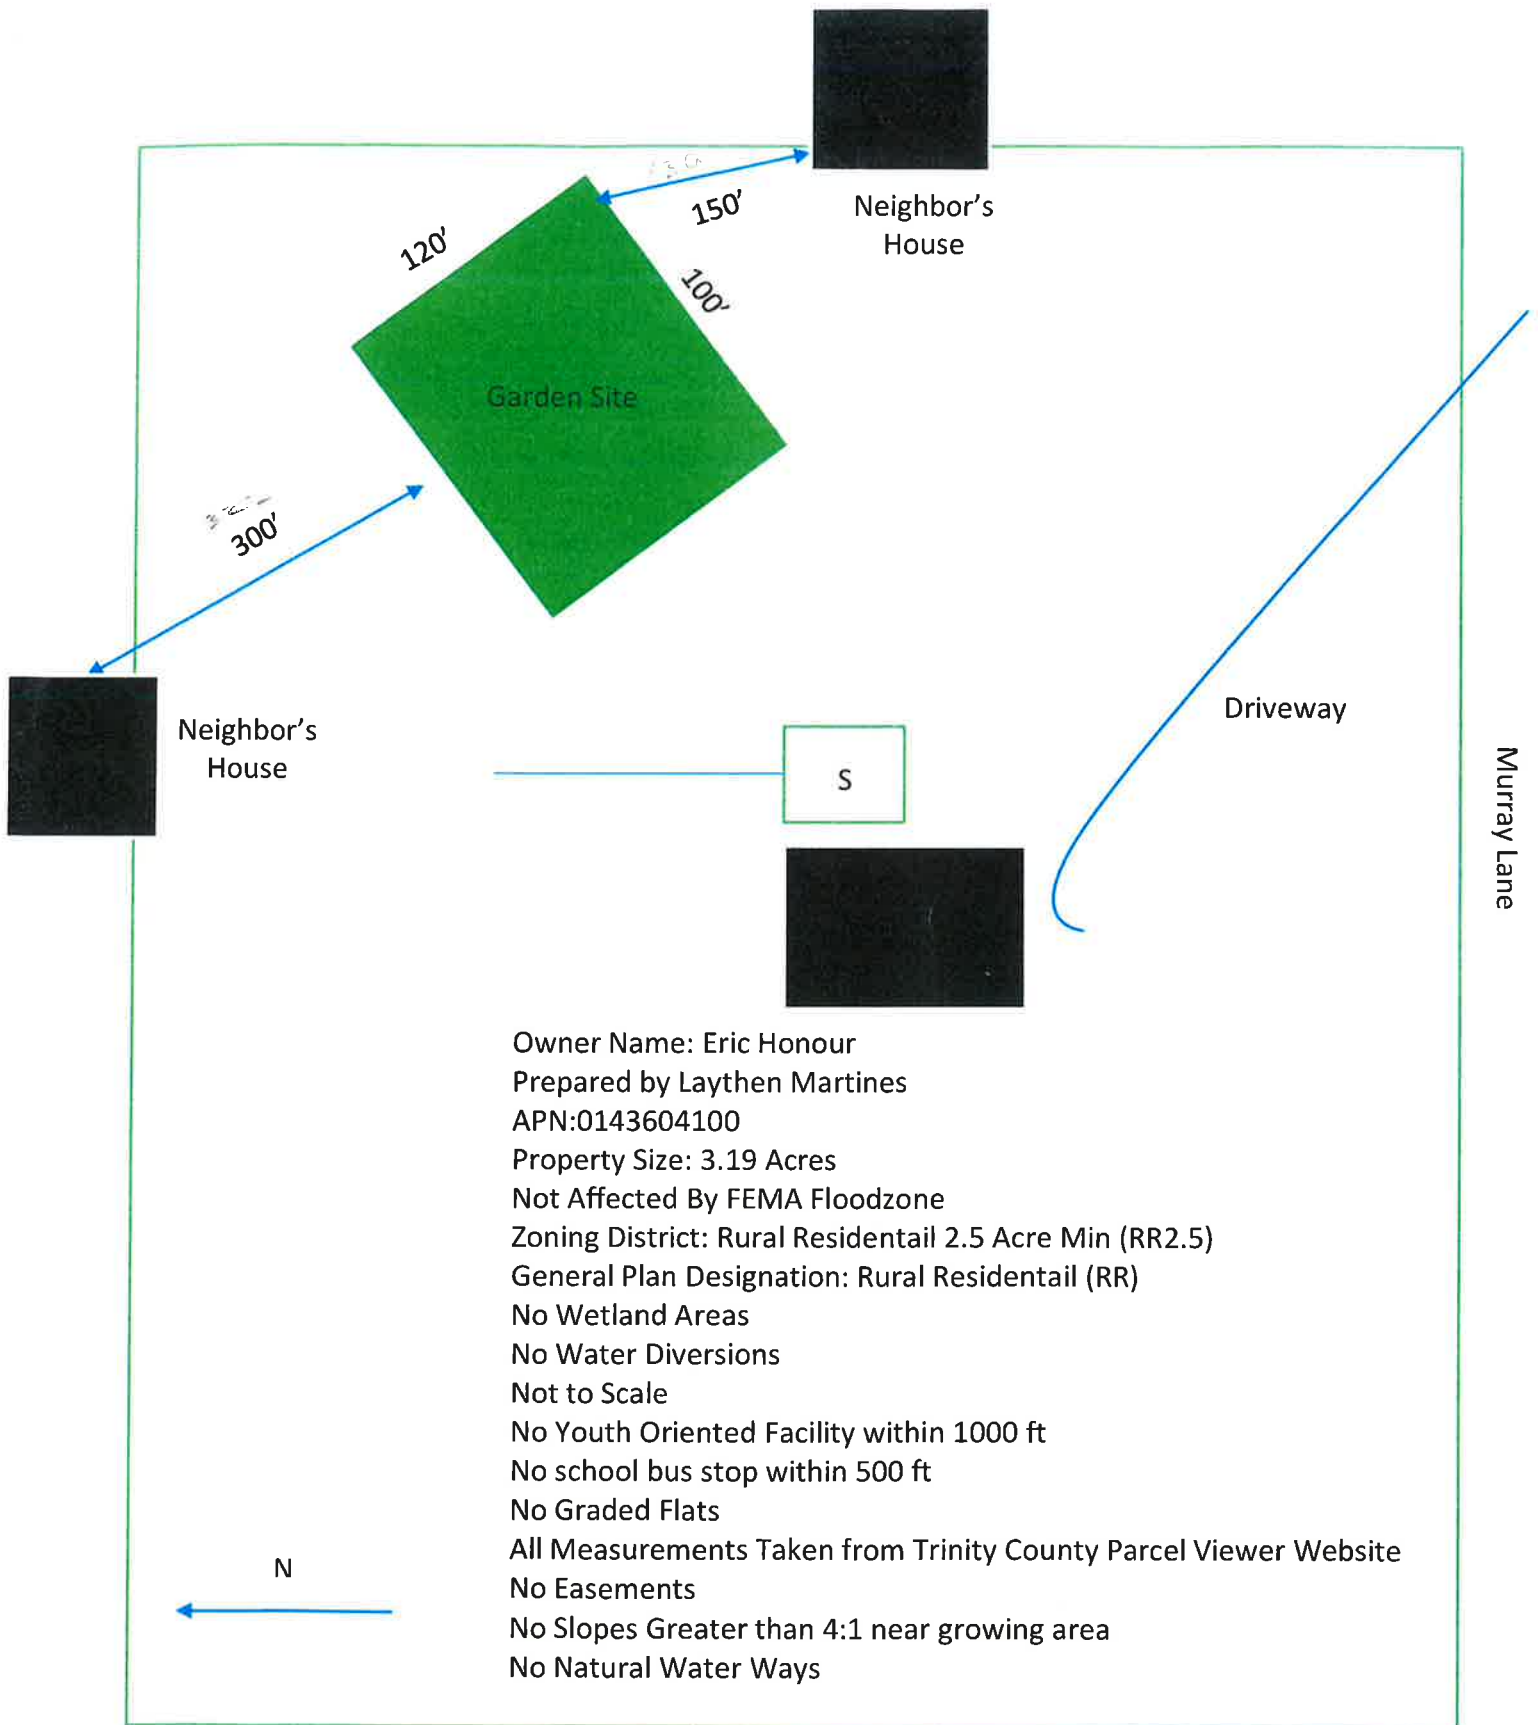 Neighbor's
House
150'
120'
100'
Garden Site
300'
Neighbor's
House
Driveway
S
Murray Lane
Owner Name: Eric Honour
Prepared by Laythen Martines
APN:0143604100
Property Size: 3.19 Acres
Not Affected By FEMA Floodzone
Zoning District: Rural Residentail 2.5 Acre Min (RR2.5)
General Plan Designation: Rural Residentail (RR)
No Wetland Areas
No Water Diversions
Not to Scale
No Youth Oriented Facility within 1000 ft
No school bus stop within 500 ft
No Graded Flats
All Measurements Taken from Trinity County Parcel Viewer Website
No Easements
No Slopes Greater than 4:1 near growing area
No Natural Water Ways
N